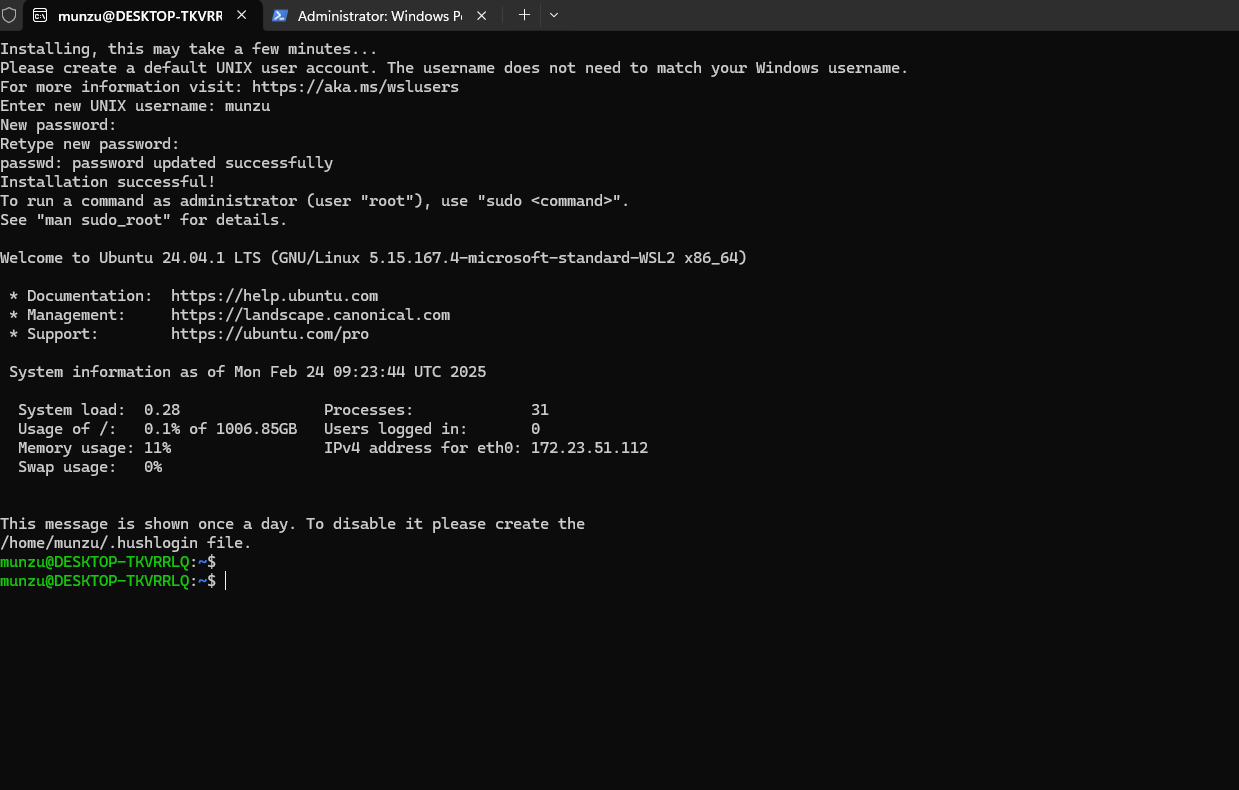 munzu@DESKTOP-TKVRR
Administrator: Windows P
Installing, this may take a few minutes...
Please create a default UNIX user account. The username does not need to match your Windows username.
For more information visit: https://aka.ms/wslusers
Enter new UNIX username: munzu
New password:
Retype new password:
passwd: password updated successfully
Installation successful!
To run a command as administrator (user "root"), use "sudo <command>".
See "man sudo_root" for details.
Welcome to Ubuntu 24.04.1 LTS (GNU/Linux 5.15.167.4-microsoft-standard-WSL2 x86_64)
* Documentation:  https://help.ubuntu.com
* Management:     https://landscape.canonical.com
* Support:        https://ubuntu.com/pro
System information as of Mon Feb 24 09:23:44 UTC 2025
System load:  0.28                Processes:             31
Usage of /:   0.1% of 1006.85GB   Users logged in:       0
Memory usage: 11%                 IPv4 address for eth0: 172.23.51.112
Swap usage:   0%
This message is shown once a day. To disable it please create the
/home/munzu/.hushlogin file.
munzu@DESKTOP-TKVRRLQ:~$
munzu@DESKTOP-TKVRRLQ:~$